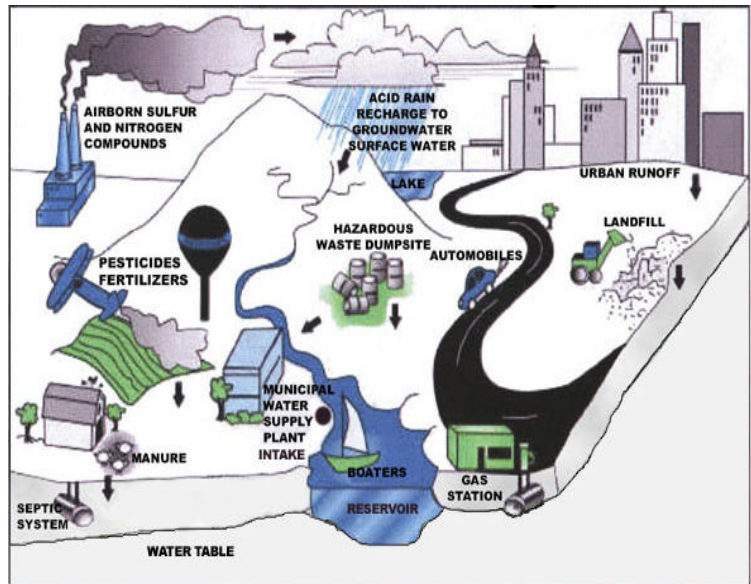 AIRBORN SULFUR
AND NITROGEN
COMPOUNDS
ACID RAIN
RECHARGE TO
GROUNDWATER
SURFACE WATER
LAKE
URBAN RUNOFF
LANDFILL
HAZARDOUS
WASTE DUMPSITE
AUTOMOBILES
PESTICIDES
FERTILIZERS
MUNICIPAL
WATER
SUPPLY
PLANT
INTAKE
MANURE
BOATERS
GAS
STATION
SEPTIC
SYSTEM
RESERVOIR
WATER TABLE